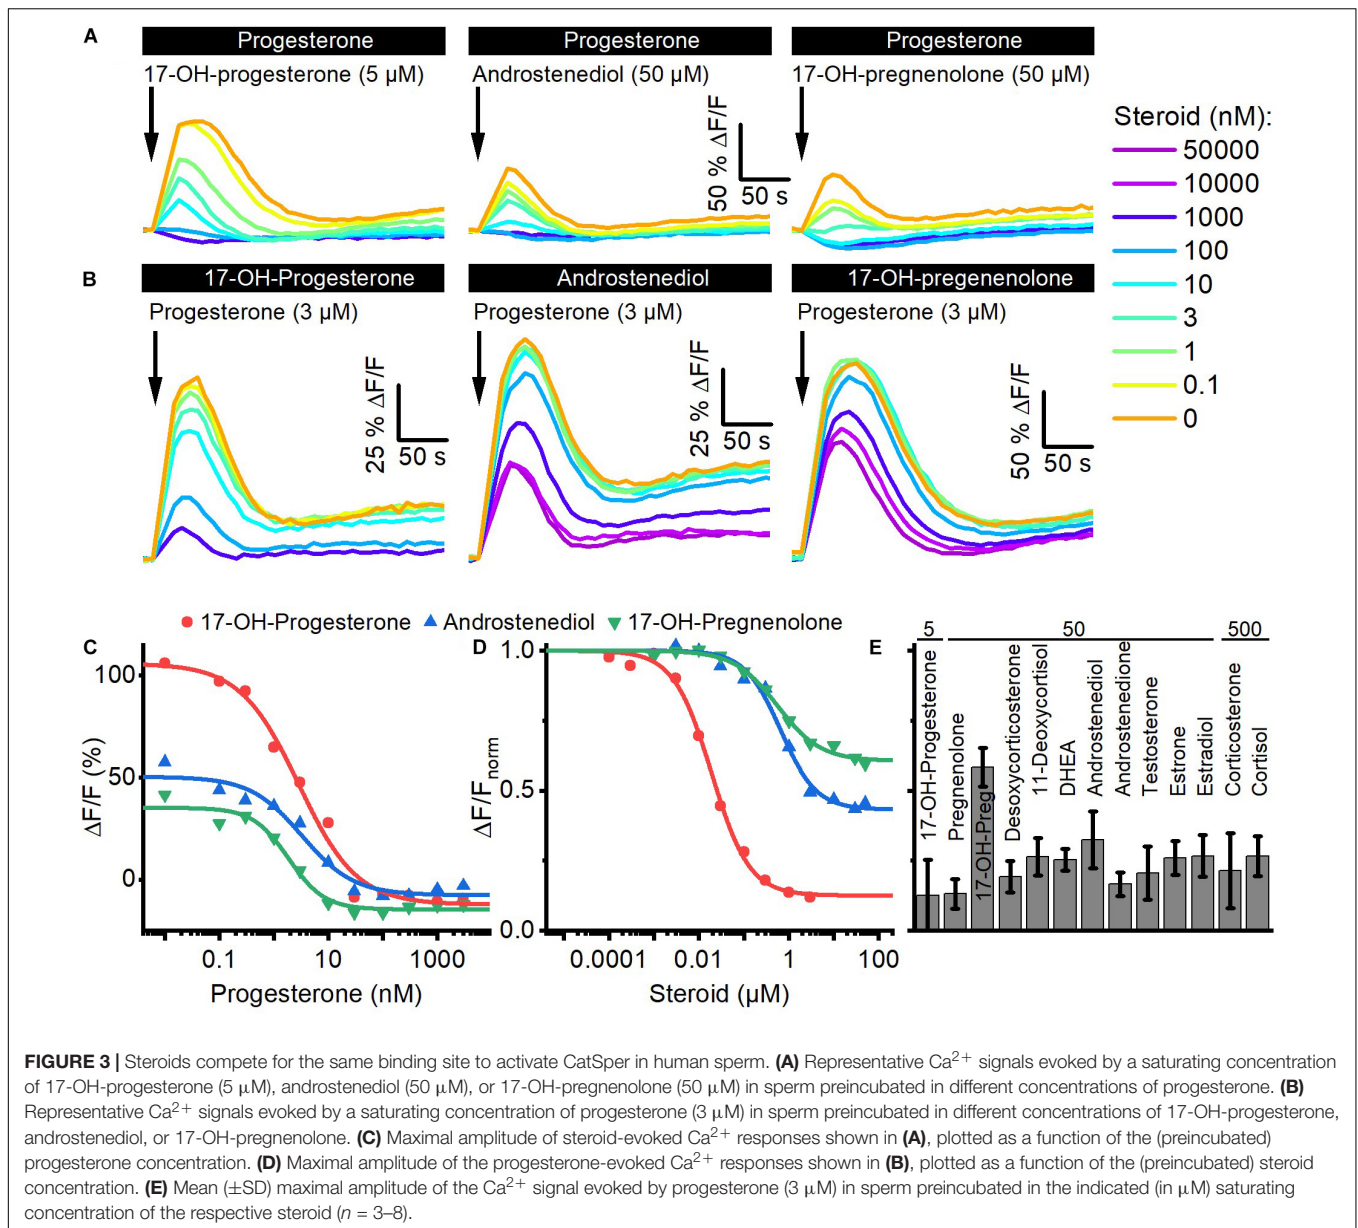 A
Progesterone
Progesterone
Progesterone
17-OH-progesterone (5 µM)
Androstenediol (50 µM)
17-OH-pregnenolone (50 µM)
50 % ΔF/F
50 s
Steroid (nM):
50000
10000
1000
100
10
3
1
0.1
0
B
17-OH-Progesterone
Androstenediol
17-OH-pregenenolone
Progesterone (3 µM)
Progesterone (3 µM)
Progesterone (3 µM)
25 % ΔF/F
50 s
25 % ΔF/F
50 s
50 % ΔF/F
50 s
17-OH-Progesterone
Androstenediol
17-OH-Pregnenolone
C
100
50
0
ΔF/F (%)
0.1
10
1000
Progesterone (nM)
D
1.0
0.5
0.0
ΔF/Fnorm
0.0001
0.01
1
100
Steroid (µM)
E
5
50
500
17-OH-Progesterone
Pregnenolone
17-OH-Preg
Desoxycorticosterone
11-Deoxycortisol
DHEA
Androstenediol
Androstenedione
Testosterone
Estrone
Estradiol
Corticosterone
Cortisol
FIGURE 3 | Steroids compete for the same binding site to activate CatSper in human sperm. (A) Representative Ca2+ signals evoked by a saturating concentration
of 17-OH-progesterone (5 µM), androstenediol (50 µM), or 17-OH-pregnenolone (50 µM) in sperm preincubated in different concentrations of progesterone. (B)
Representative Ca2+ signals evoked by a saturating concentration of progesterone (3 µM) in sperm preincubated in different concentrations of 17-OH-progesterone,
androstenediol, or 17-OH-pregnenolone. (C) Maximal amplitude of steroid-evoked Ca2+ responses shown in (A), plotted as a function of the (preincubated)
progesterone concentration. (D) Maximal amplitude of the progesterone-evoked Ca2+ responses shown in (B), plotted as a function of the (preincubated) steroid
concentration. (E) Mean (±SD) maximal amplitude of the Ca2+ signal evoked by progesterone (3 µM) in sperm preincubated in the indicated (in µM) saturating
concentration of the respective steroid (n = 3–8).